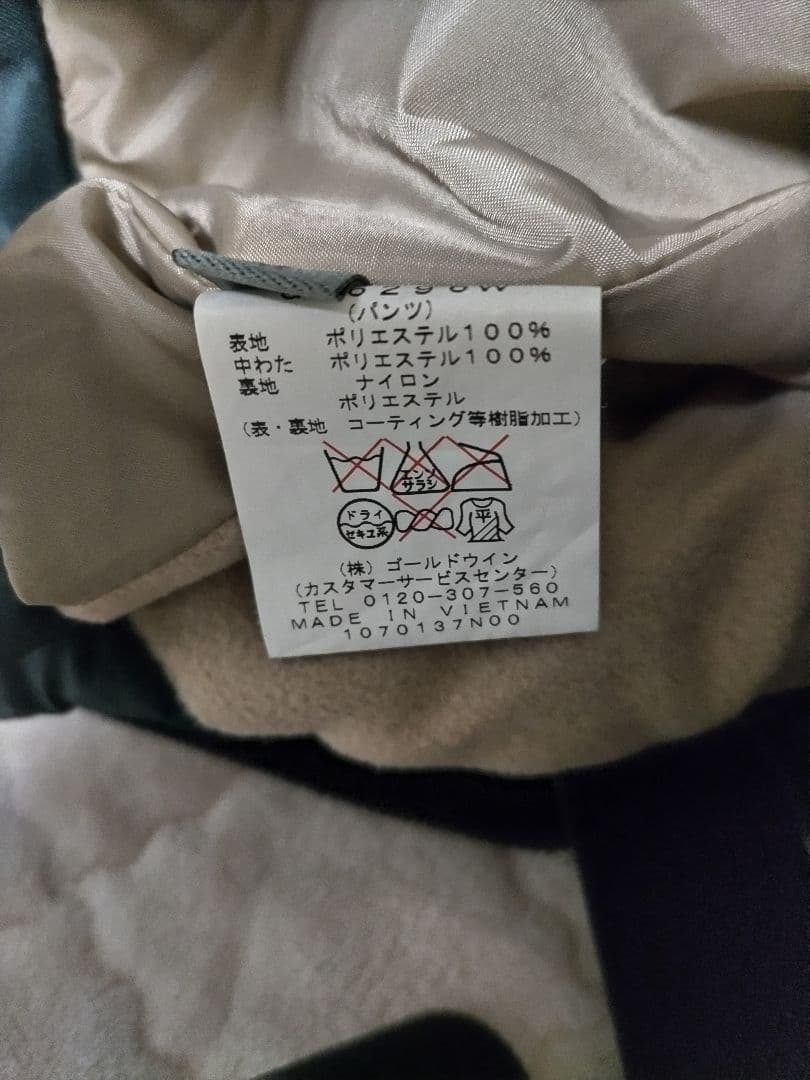 (パンツ)
表地 ポリエステル100%
中わた ポリエステル100%
裏地 ナイロン
ポリエステル
(表・裏地 コーティング等樹脂加工)
エンソ
サラシ
ドライ
セキユ系
平
(株) ゴールドウイン
(カスタマーサービスセンター)
TEL 0120-307-560
MADE IN VIETNAM
1070137N00